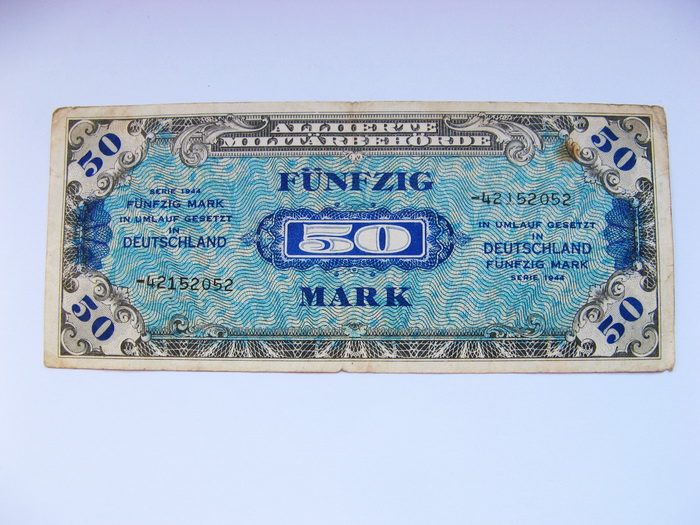 ALLIIERTE
MILITÄRBEHÖRDE
50
50
FÜNFZIG
SERIE 1944
FÜNFZIG MARK
IN UMLAUF GESETZT
IN
DEUTSCHLAND
-42152052
50
-42152052
IN UMLAUF GESETZT
IN
DEUTSCHLAND
FÜNFZIG MARK
SERIE 1944
MARK
50
50